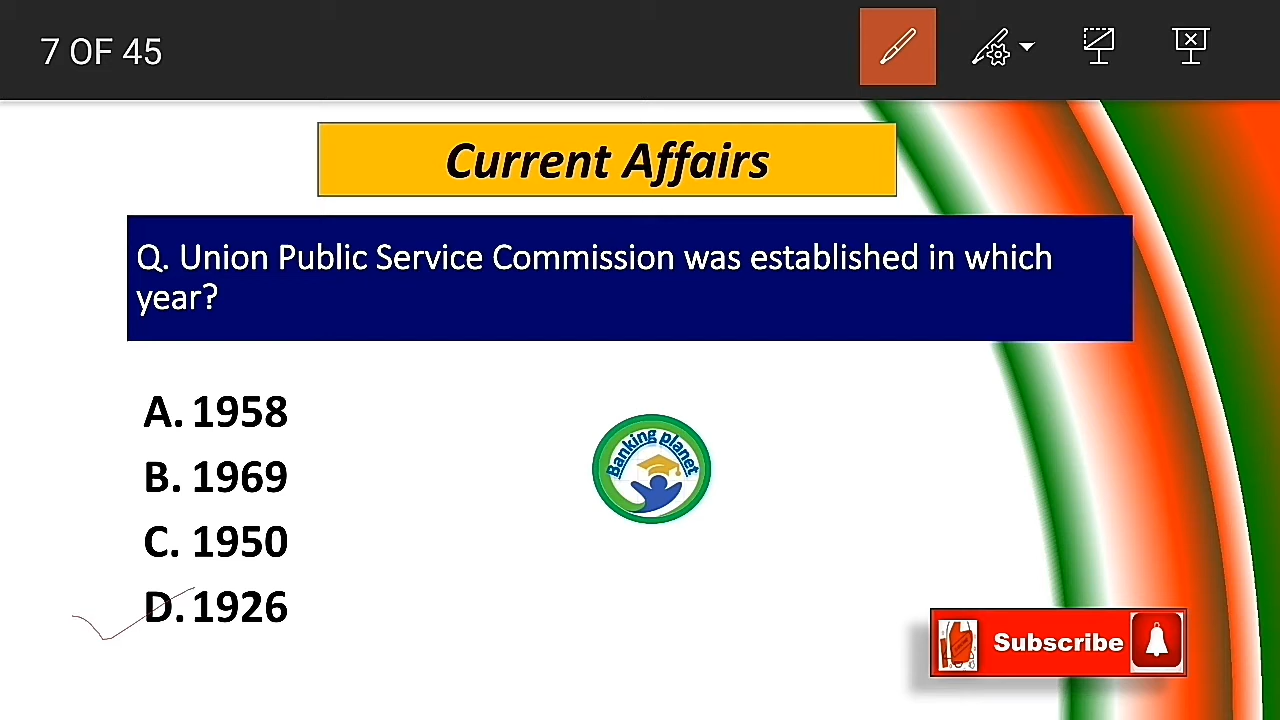 7 OF 45
Current Affairs
Q. Union Public Service Commission was established in which
year?
A. 1958
B. 1969
C. 1950
D. 1926
Banking planet
Subscribe